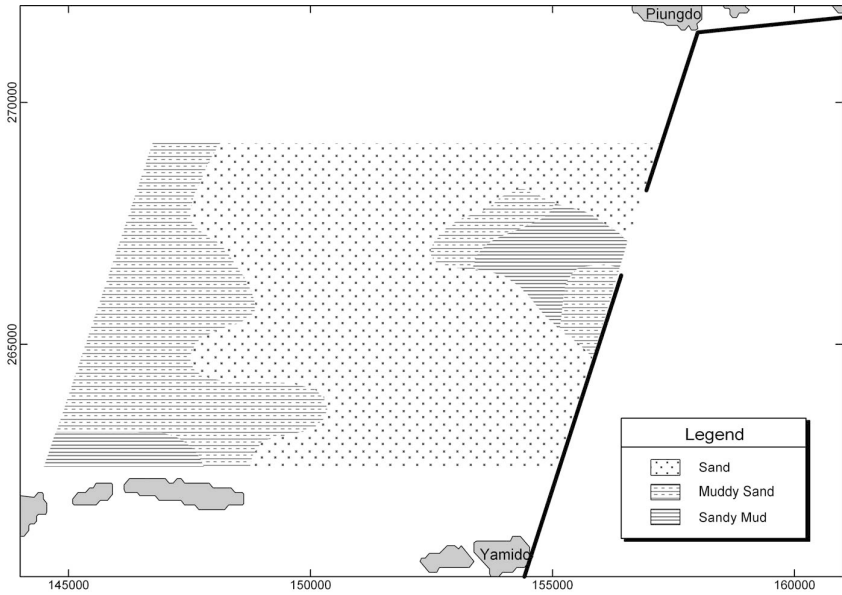 Piungdo
270000
265000
Legend
Sand
Muddy Sand
Sandy Mud
Yamido
145000
150000
155000
160000